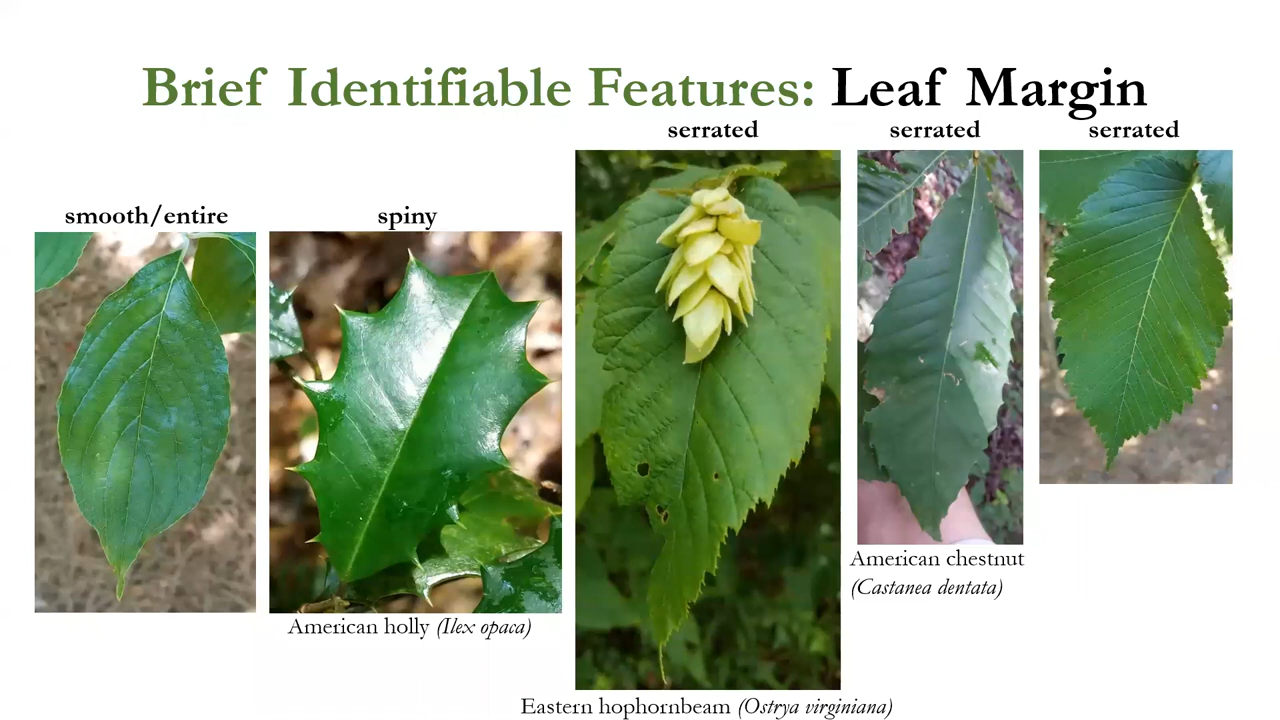 Brief Identifiable Features: Leaf Margin
smooth/entire
spiny
serrated
serrated
serrated
American holly (Ilex opaca)
Eastern hophornbeam (Ostrya virginiana)
American chestnut
(Castanea dentata)